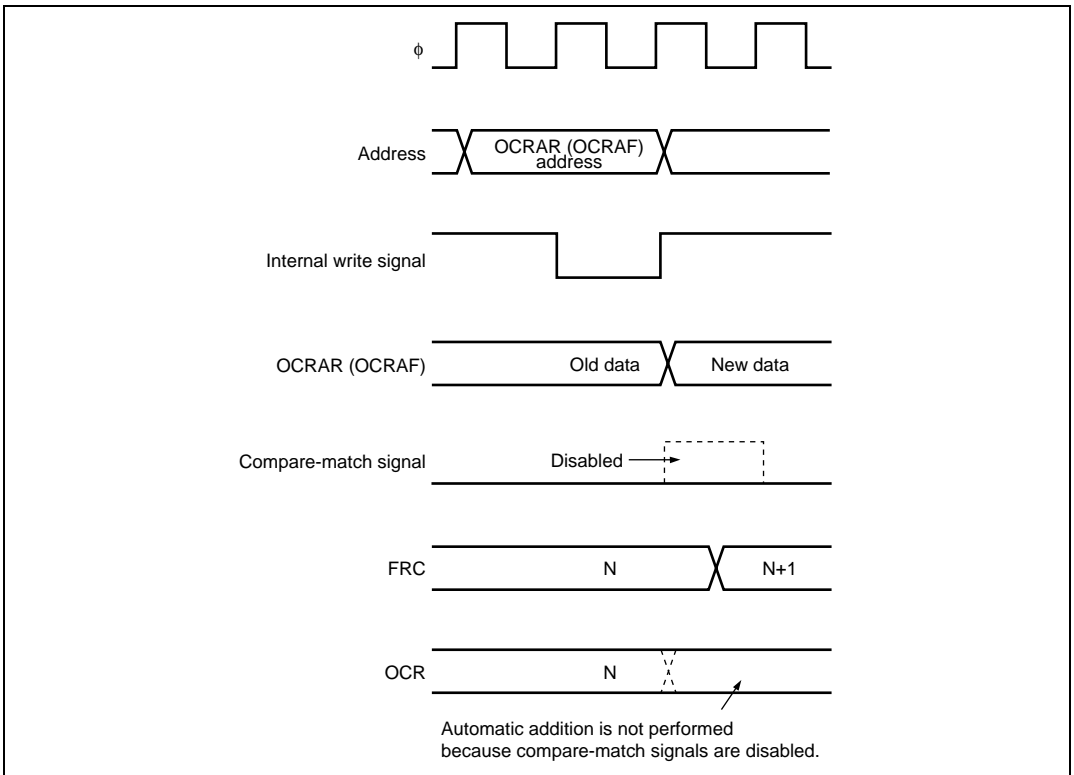 ϕ
Address
OCRAR (OCRAF)
address
Internal write signal
OCRAR (OCRAF)
Old data
New data
Compare-match signal
Disabled
FRC
N
N+1
OCR
N
Automatic addition is not performed
because compare-match signals are disabled.